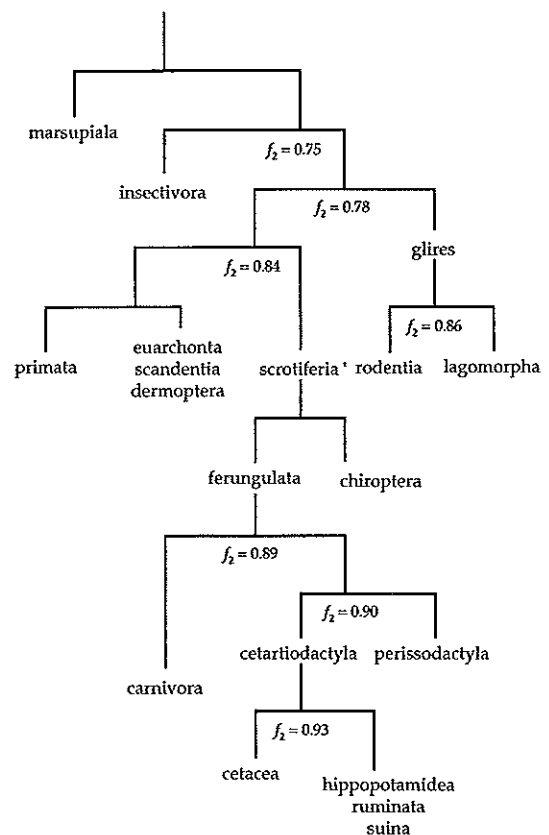 marsupiala
f₂ = 0.75
insectivora
f₂ = 0.78
glires
f₂ = 0.84
f₂ = 0.86
primata
euarchonta
scandentia
dermoptera
scrotiferia
rodentia
lagomorpha
ferungulata
chiroptera
f₂ = 0.89
f₂ = 0.90
cetartiodactyla
perissodactyla
carnivora
f₂ = 0.93
cetacea
hippopotamidea
ruminata
suina